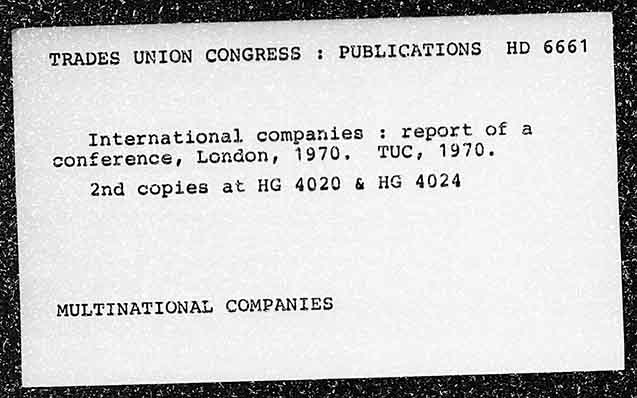 TRADES UNION CONGRESS : PUBLICATIONS HD 6661
International companies : report of a
conference, London, 1970. TUC, 1970.
2nd copies at HG 4020 & HG 4024
MULTINATIONAL COMPANIES